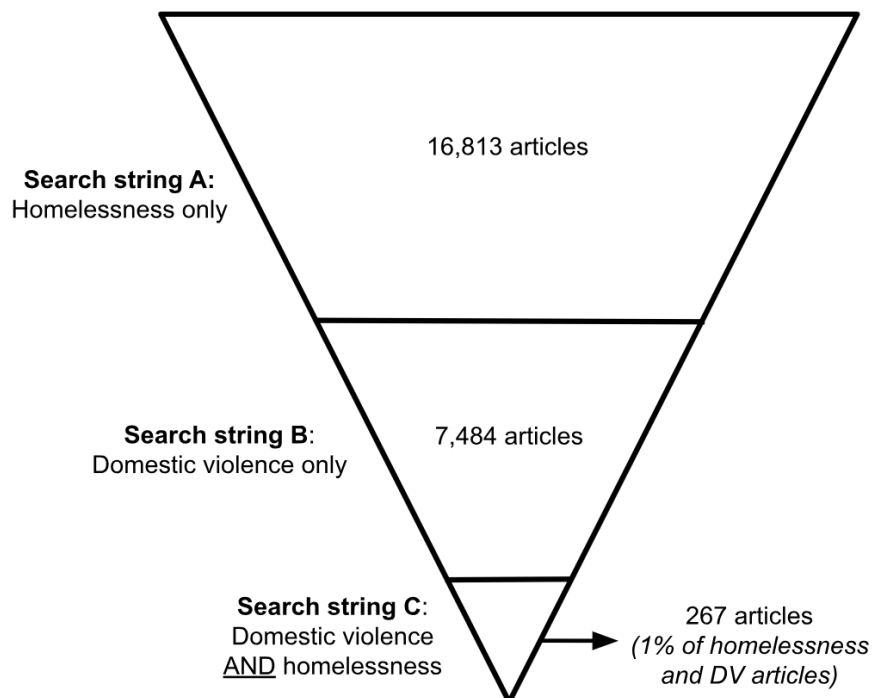 16,813 articles
Search string A:
Homelessness only
Search string B:
Domestic violence only
7,484 articles
Search string C:
Domestic violence
AND homelessness
267 articles
(1% of homelessness
and DV articles)